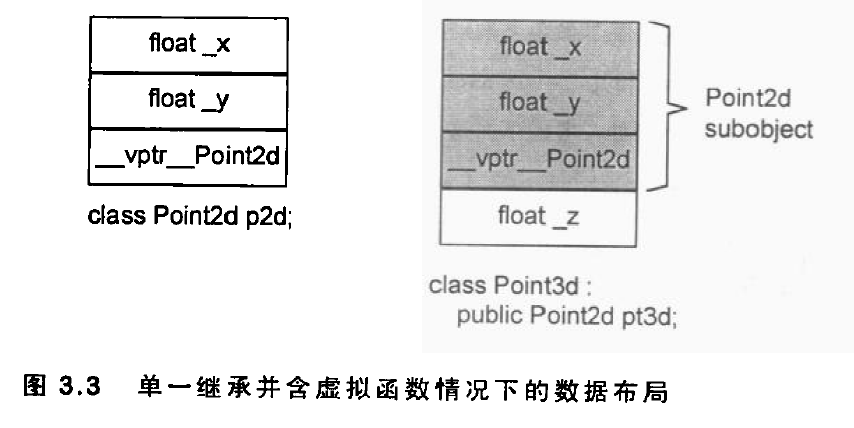 float _x
float _y
__vptr__Point2d
class Point2d p2d;
float _x
float _y
__vptr__Point2d
float _z
Point2d
subobject
class Point3d :
public Point2d pt3d;
图 3.3 单一继承并含虚拟函数情况下的数据布局